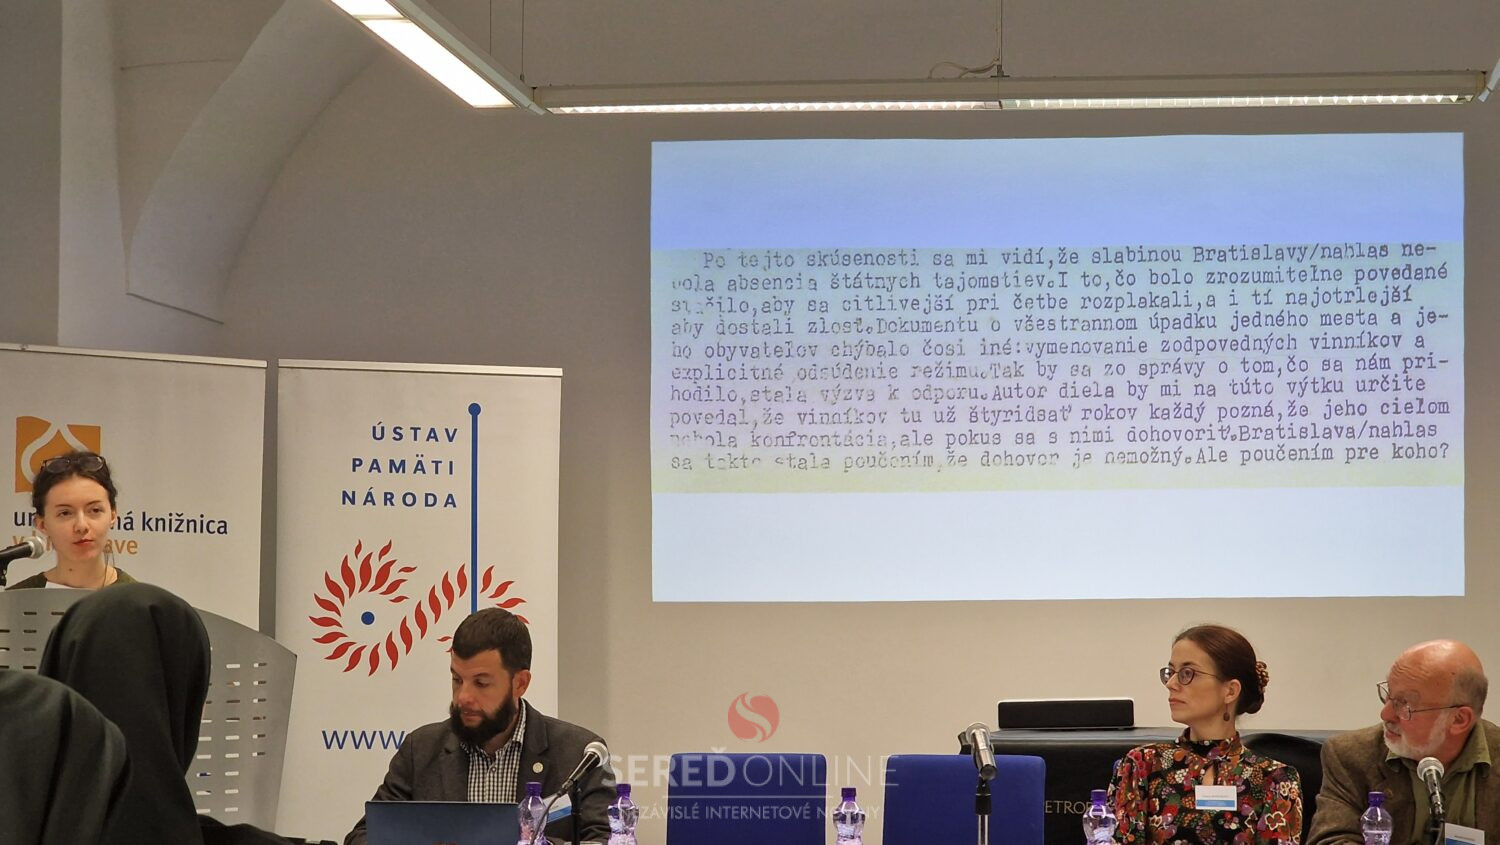 Po tejto skúsenosti sa mi vidí,že slabinou Bratislavy/nahlas ne-
bola absencia štátnych tajomstiev.I to,čo bolo zrozumiteľne povedané
stačilo,aby sa citlivejší pri četbe rozplakali,a i tí najotrlejší
aby dostali zlosť.Dokumentu o všestrannom úpadku jedného mesta a je-
ho obyvateľov chýbalo čosi iné:vymenovanie zodpovedných vinníkov a
explicitné odsúdenie režimu.Tak by sa zo správy o tom,čo sa nám pri-
hodilo,stala výzva k odporu.Autor diela by mi na túto výtku určite
povedal,že vinníkov tu už štyridsať rokov každý pozná,že jeho cieľom
nebola konfrontácia,ale pokus sa s nimi dohovoriť.Bratislava/nahlas
sa takto stala poučením,že dohovor je nemožný.Ale poučením pre koho?
ÚSTAV
PAMÄTI
NÁRODA
www.
knižnica
SEREĎONLINE
NEZÁVISLÉ INTERNETOVÉ NOVINY